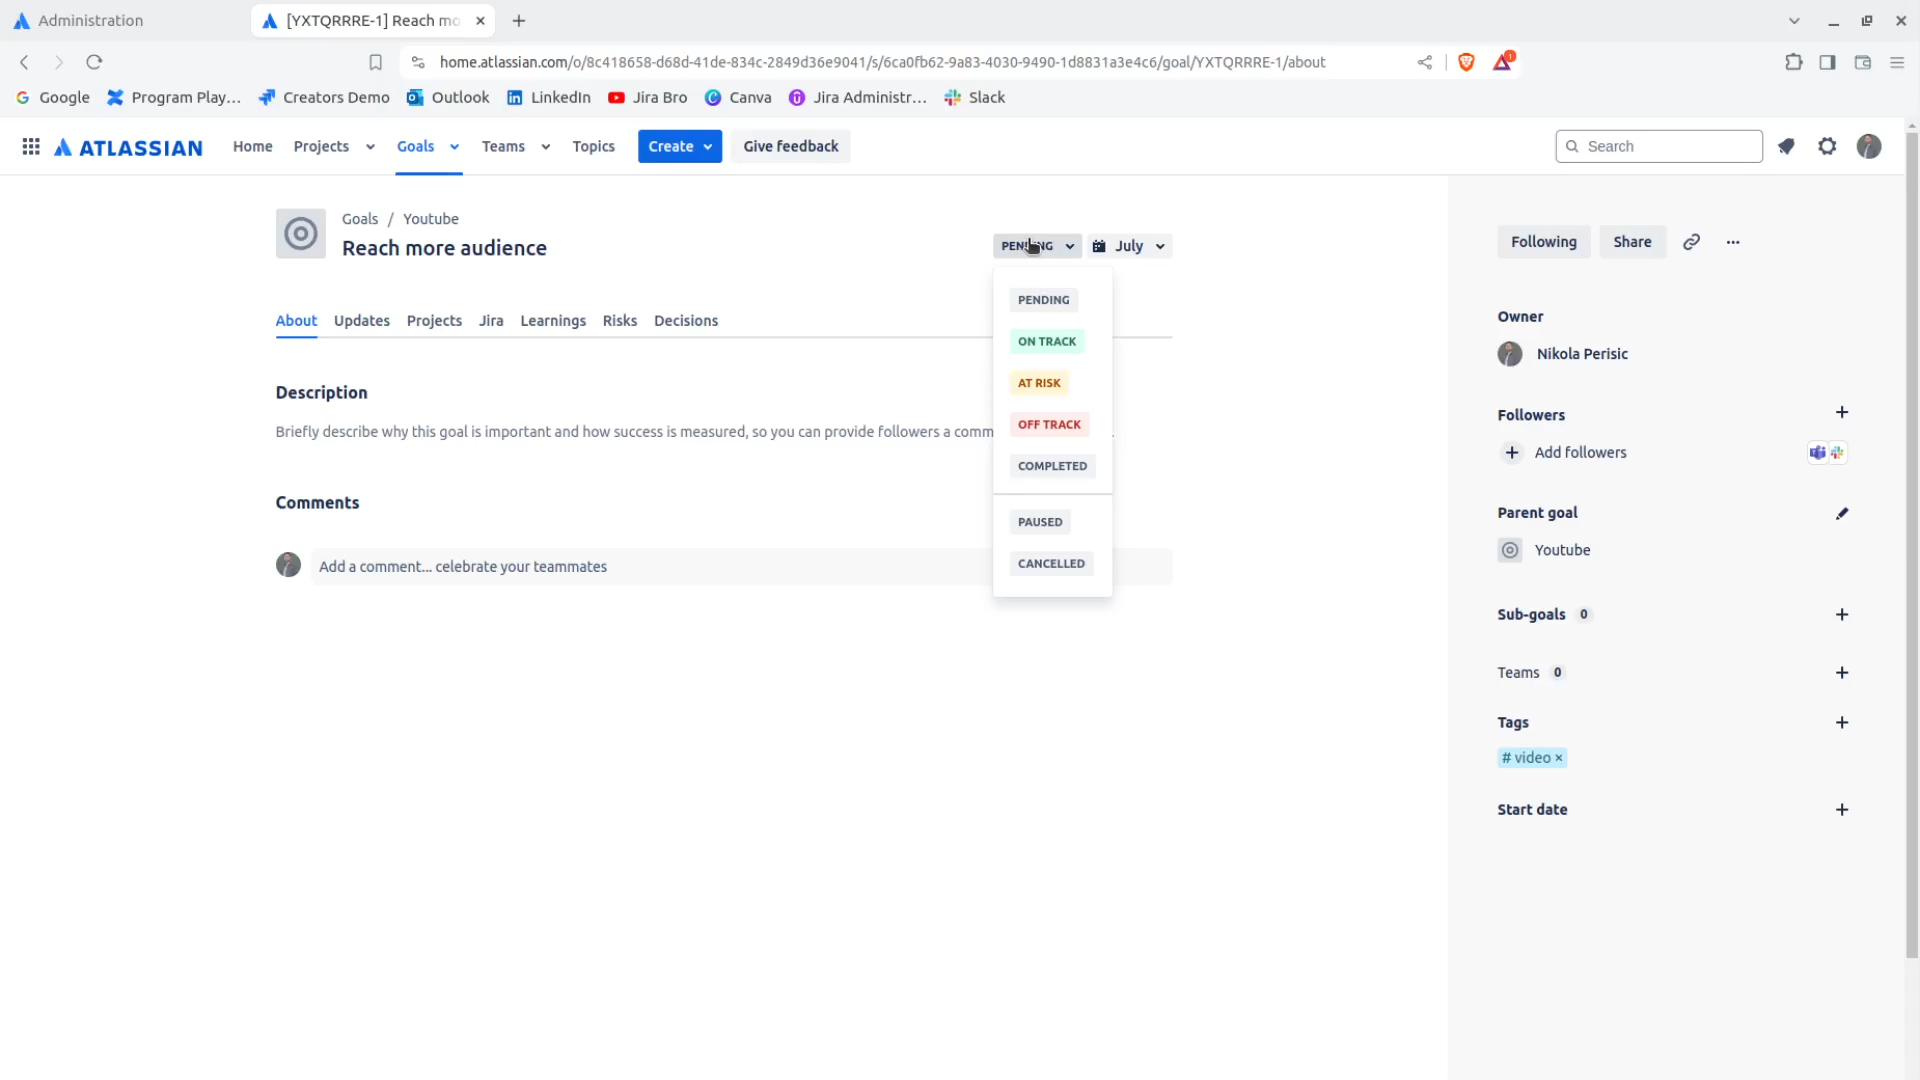 Administration
[YXTQRRRE-1] Reach mo
home.atlassian.com/o/8c418658-d68d-41de-834c-2849d36e9041/s/6ca0fb62-9a83-4030-9490-1d8831a3e4c6/goal/YXTQRRRE-1/about
1
Google Program Play... Creators Demo Outlook LinkedIn Jira Bro Canva Jira Administr... Slack
ATLASSIAN Home Projects Goals Teams Topics Create Give feedback Search
Goals / Youtube
Reach more audience
July
PENDING
ON TRACK
AT RISK
OFF TRACK
COMPLETED
PAUSED
CANCELLED
About Updates Projects Jira Learnings Risks Decisions
Description
Briefly describe why this goal is important and how success is measured, so you can provide followers a comm
Comments
Add a comment... celebrate your teammates
Following Share
Owner
Nikola Perisic
Followers
Add followers
Parent goal
Youtube
Sub-goals 0
Teams 0
Tags
# video ×
Start date